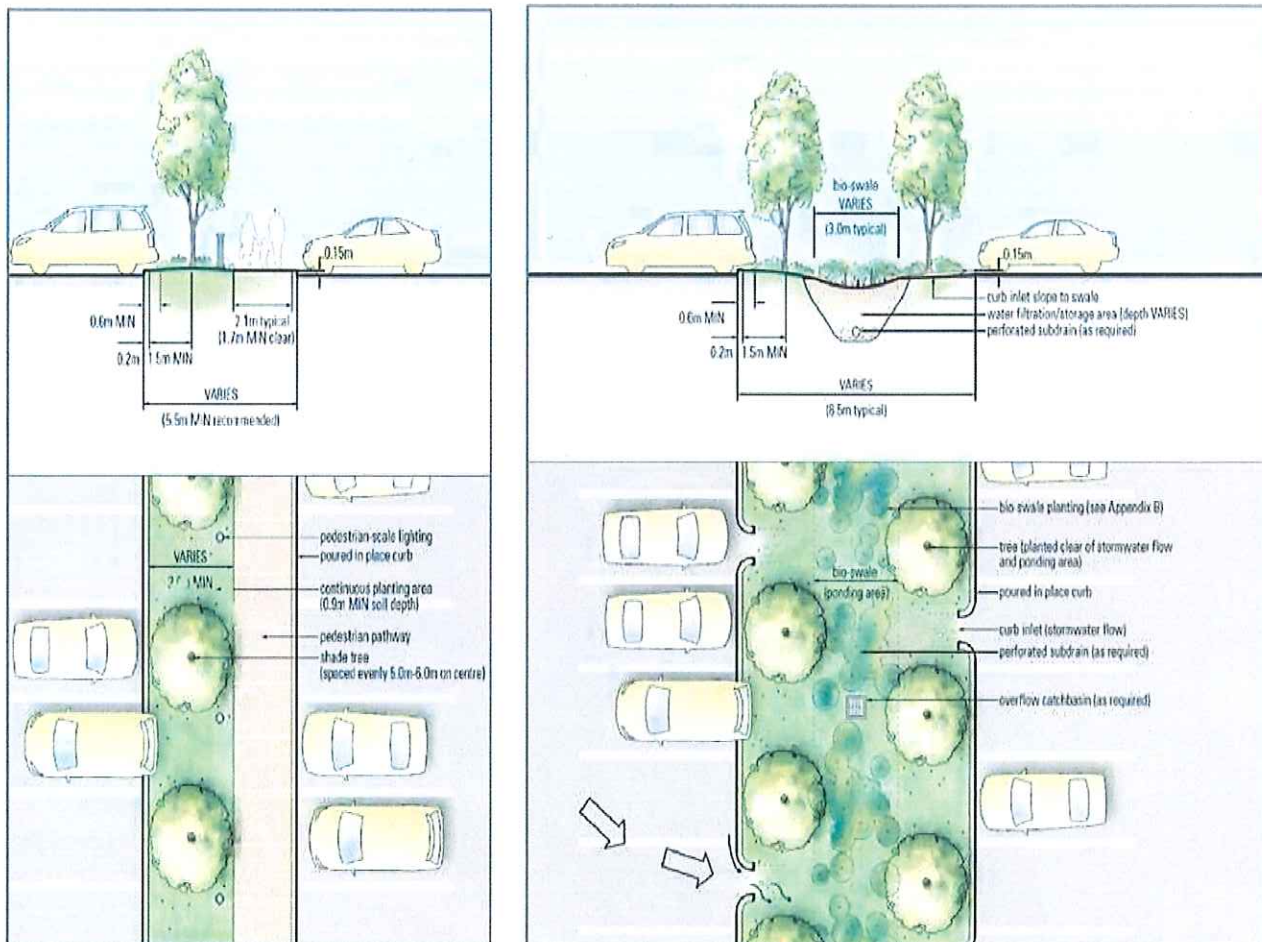 0.15m
0.6m MIN
2.1m typical
(1.7m MIN clear)
0.2m
1.5m MIN
VARIES
(5.5m MIN recommended)
pedestrian-scale lighting
poured in place curb
VARIES
MIN
continuous planting area
(0.9m MIN soil depth)
pedestrian pathway
shade tree
(spaced evenly 5.0m-6.0m on centre)
bio-swale
VARIES
(3.0m typical)
0.15m
curb inlet slope to swale
water filtration/storage area (depth VARIES)
perforated subdrain (as required)
0.6m MIN
0.2m
1.5m MIN
VARIES
(8.5m typical)
bio-swale planting (see Appendix B)
tree (planted clear of stormwater flow
and ponding area)
bio-swale
(ponding area)
poured in place curb
curb inlet (stormwater flow)
perforated subdrain (as required)
overflow catchbasin (as required)